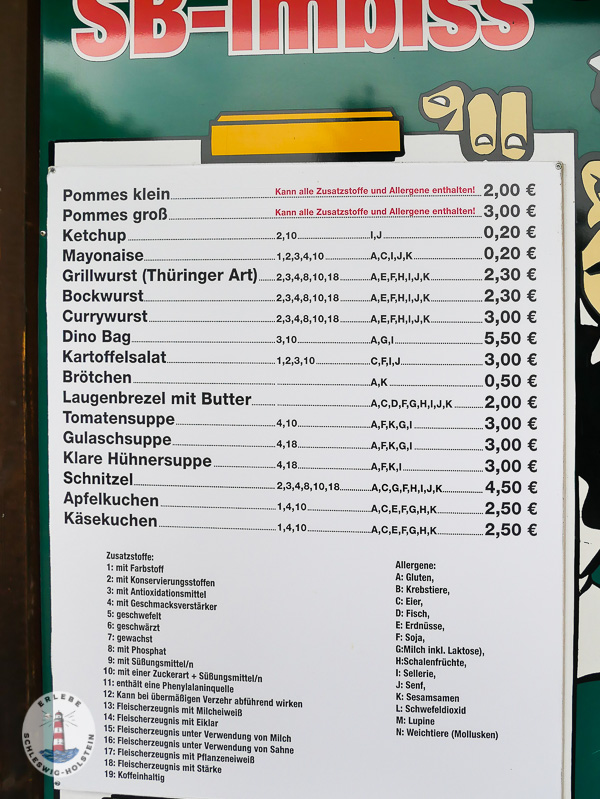 SB-Imbiss
Pommes klein Kann alle Zusatzstoffe und Allergene enthalten! 2,00 €
Pommes groß Kann alle Zusatzstoffe und Allergene enthalten! 3,00 €
Ketchup 2,10 I,J 0,20 €
Mayonaise 1,2,3,4,10 A,C,I,J,K 0,20 €
Grillwurst (Thüringer Art) 2,3,4,8,10,18 A,E,F,H,I,J,K 2,30 €
Bockwurst 2,3,4,8,10,18 A,E,F,H,I,J,K 2,30 €
Currywurst 2,3,4,8,10,18 A,E,F,H,I,J,K 3,00 €
Dino Bag 3,10 A,G,I 5,50 €
Kartoffelsalat 1,2,3,10 C,F,I,J 3,00 €
Brötchen A,K 0,50 €
Laugenbrezel mit Butter A,C,D,F,G,H,I,J,K 2,00 €
Tomatensuppe 4,10 A,F,K,G,I 3,00 €
Gulaschsuppe 4,18 A,F,K,G,I 3,00 €
Klare Hühnersuppe 4,18 A,F,K,I 3,00 €
Schnitzel 2,3,4,8,10,18 A,C,G,F,H,I,J,K 4,50 €
Apfelkuchen 1,4,10 A,C,E,F,G,H,K 2,50 €
Käsekuchen 1,4,10 A,C,E,F,G,H,K 2,50 €
Zusatzstoffe:
1: mit Farbstoff
2: mit Konservierungsstoffen
3: mit Antioxidationsmittel
4: mit Geschmacksverstärker
5: geschwefelt
6: geschwärzt
7: gewachst
8: mit Phosphat
9: mit Süßungsmittel/n
10: mit einer Zuckerart + Süßungsmittel/n
11: enthält eine Phenylalaninquelle
12: Kann bei übermäßigen Verzehr abführend wirken
13: Fleischerzeugnis mit Milcheiweiß
14: Fleischerzeugnis mit Eiklar
15: Fleischerzeugnis unter Verwendung von Milch
16: Fleischerzeugnis unter Verwendung von Sahne
17: Fleischerzeugnis mit Pflanzeneiweiß
18: Fleischerzeugnis mit Stärke
19: Koffeinhaltig
Allergene:
A: Gluten,
B: Krebstiere,
C: Eier,
D: Fisch,
E: Erdnüsse,
F: Soja,
G:Milch inkl. Laktose),
H:Schalenfrüchte,
I: Sellerie,
J: Senf,
K: Sesamsamen
L: Schwefeldioxid
M: Lupine
N: Weichtiere (Mollusken)
ERLEBE
SCHLESWIG-HOLSTEIN